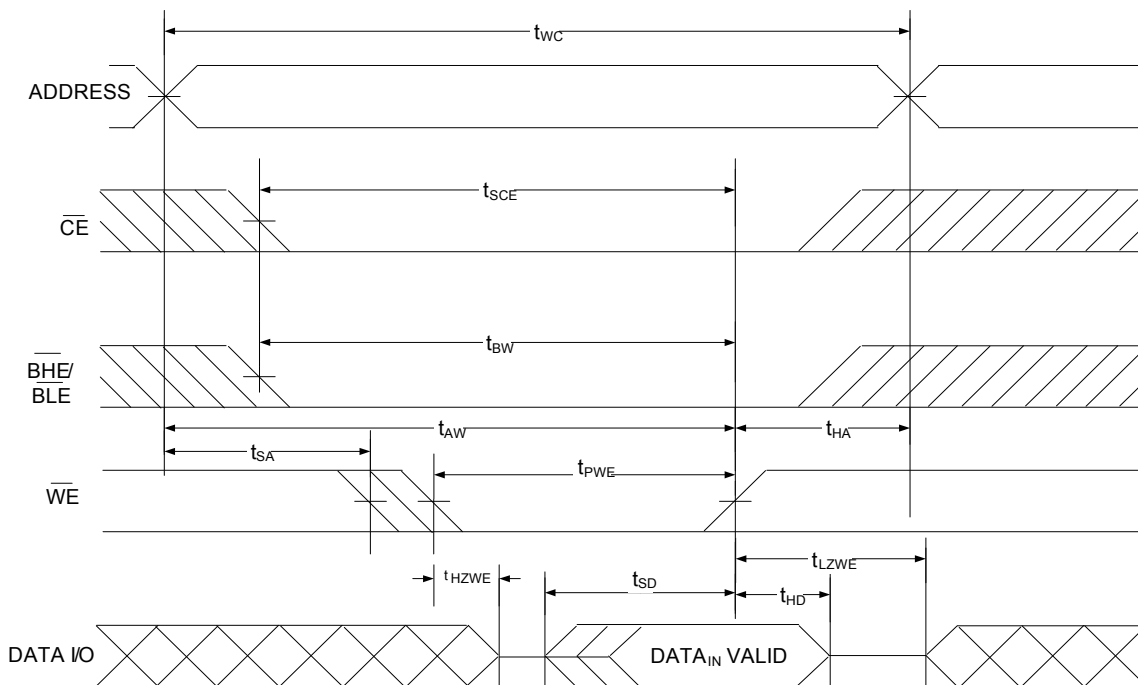 tWC
ADDRESS
tSCE
CE
tBW
BHE/
BLE
tAW
tHA
tSA
tPWE
WE
tLZWE
tHZWE
tSD
tHD
DATA I/O
DATAIN VALID